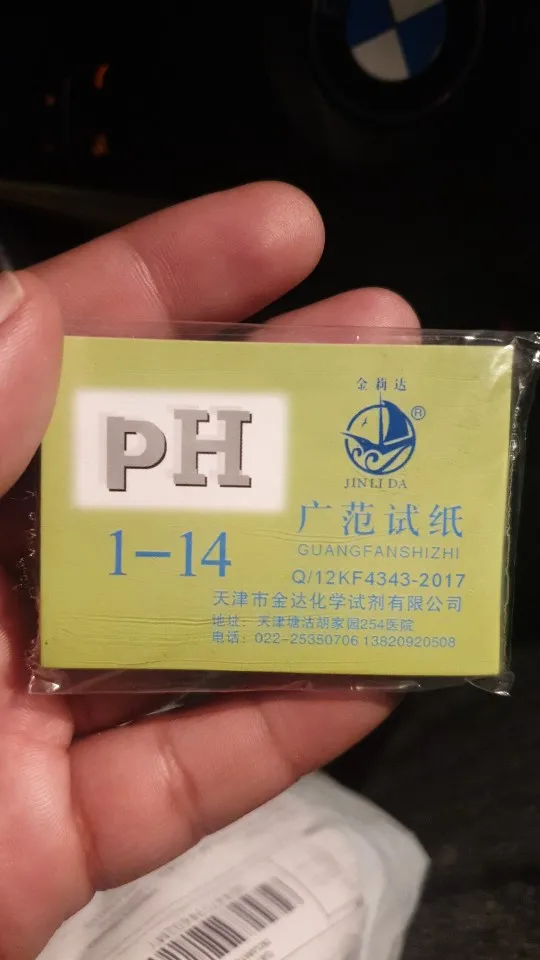 pH
1-14
金莉达
®
JINLI DA
广范试纸
GUANGFANSHIZHI
Q/12KF4343-2017
天津市金达化学试剂有限公司
地址：天津塘沽胡家园254医院
电话：022-25350706 13820920508